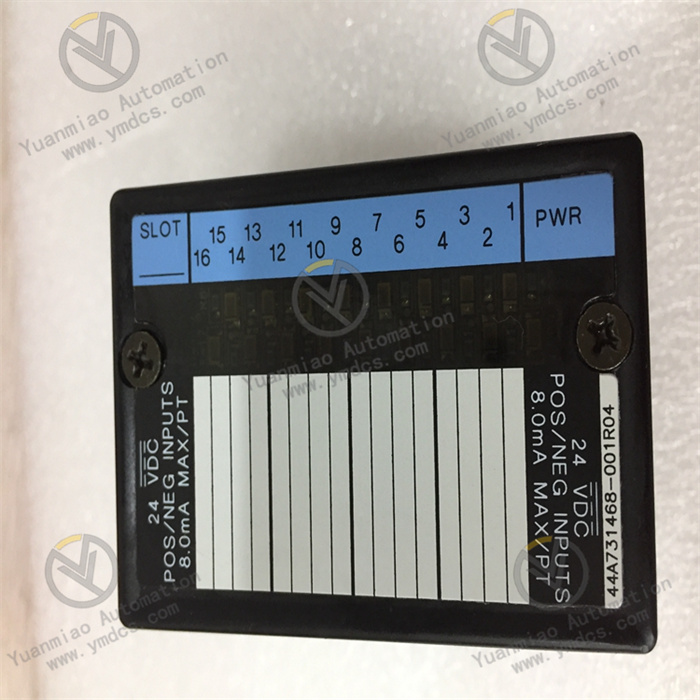 Yuanmiao Automation
www.ymdcs.com
Yuanmiao Automation
www.ymdcs.com
SLOT
15 13 11 9 7 5 3 1
16 14 12 10 8 6 4 2
PWR
Yuanmiao Automation
www.ymdcs.com
24 VDC
POS/NEG INPUTS
8.0mA MAX/PT
24 VDC
POS/NEG INPUTS
8.0mA MAX/PT
44A731468-001R04
Yuanmiao Automation
www.ymdcs.com
Yuanmiao Automation
www.ymdcs.com